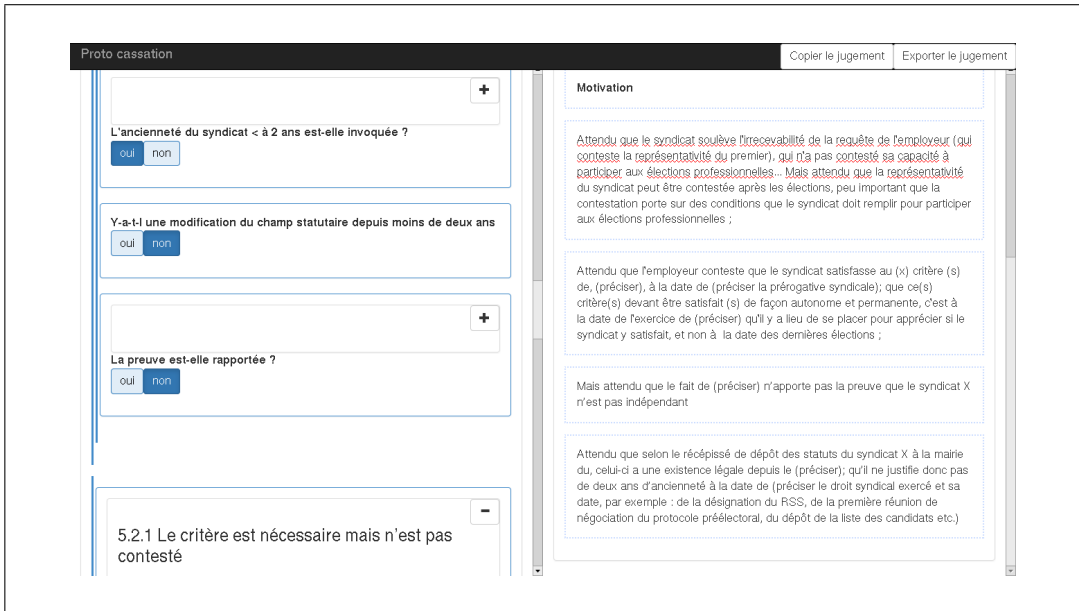 Proto cassation
Copier le jugement
Exporter le jugement
+
L'ancienneté du syndicat < à 2 ans est-elle invoquée ?
oui non
Y-a-t-l une modification du champ statutaire depuis moins de deux ans
oui non
+
La preuve est-elle rapportée ?
oui non
-
5.2.1 Le critère est nécessaire mais n'est pas
contesté
Motivation
Attendu que le syndicat soulève l'irrecevabilité de la requête de l'employeur (qui
conteste la représentativité du premier), qui n'a pas contesté sa capacité à
participer aux élections professionnelles... Mais attendu que la représentativité
du syndicat peut être contestée après les élections, peu important que la
contestation porte sur des conditions que le syndicat doit remplir pour participer
aux élections professionnelles ;
Attendu que l'employeur conteste que le syndicat satisfasse au (x) critère (s)
de, (préciser), à la date de (préciser la prérogative syndicale); que ce(s)
critère(s) devant être satisfait (s) de façon autonome et permanente, c'est à
la date de l'exercice de (préciser) qu'il y a lieu de se placer pour apprécier si le
syndicat y satisfait, et non à la date des dernières élections ;
Mais attendu que le fait de (préciser) n'apporte pas la preuve que le syndicat X
n'est pas indépendant
Attendu que selon le récépissé de dépôt des statuts du syndicat X à la mairie
du, celui-ci a une existence légale depuis le (préciser); qu'il ne justifie donc pas
de deux ans d'ancienneté à la date de (préciser le droit syndical exercé et sa
date, par exemple : de la désignation du RSS, de la première réunion de
négociation du protocole préélectoral, du dépôt de la liste des candidats etc.)